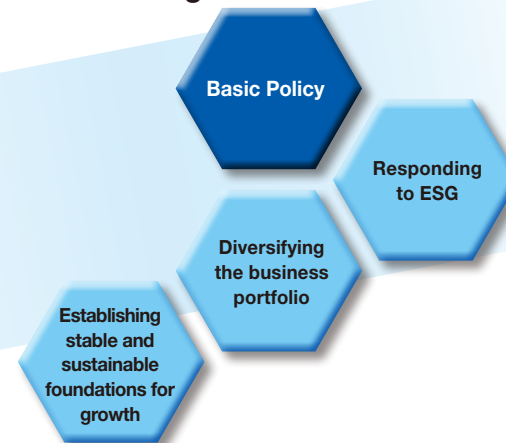 Basic Policy
Responding
to ESG
Diversifying
the business
portfolio
Establishing
stable and
sustainable
foundations for
growth